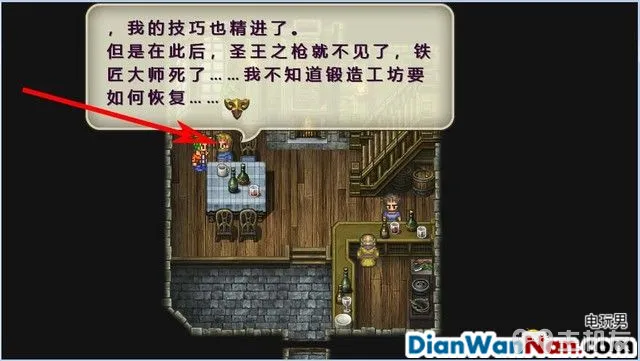 ，我的技巧也精进了。
但是在此后，圣王之枪就不见了，铁
匠大师死了……我不知道锻造工坊要
如何恢复……
电玩男
DianWanNan.com